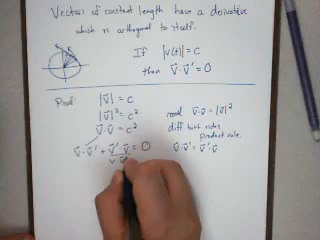 Vectors of constant length have a derivative
which is orthogonal to itself.
If |v(t)| = c
then v⃗ · v⃗' = 0
Proof:
|v⃗| = c
|v⃗|² = c²
v⃗ · v⃗ = c²
v⃗ · v⃗' + v⃗' · v⃗ = 0
v⃗ · v⃗'
recall v⃗ · v⃗ = |v⃗|²
diff both sides
product rule.
v⃗ · v⃗' = v⃗' · v⃗